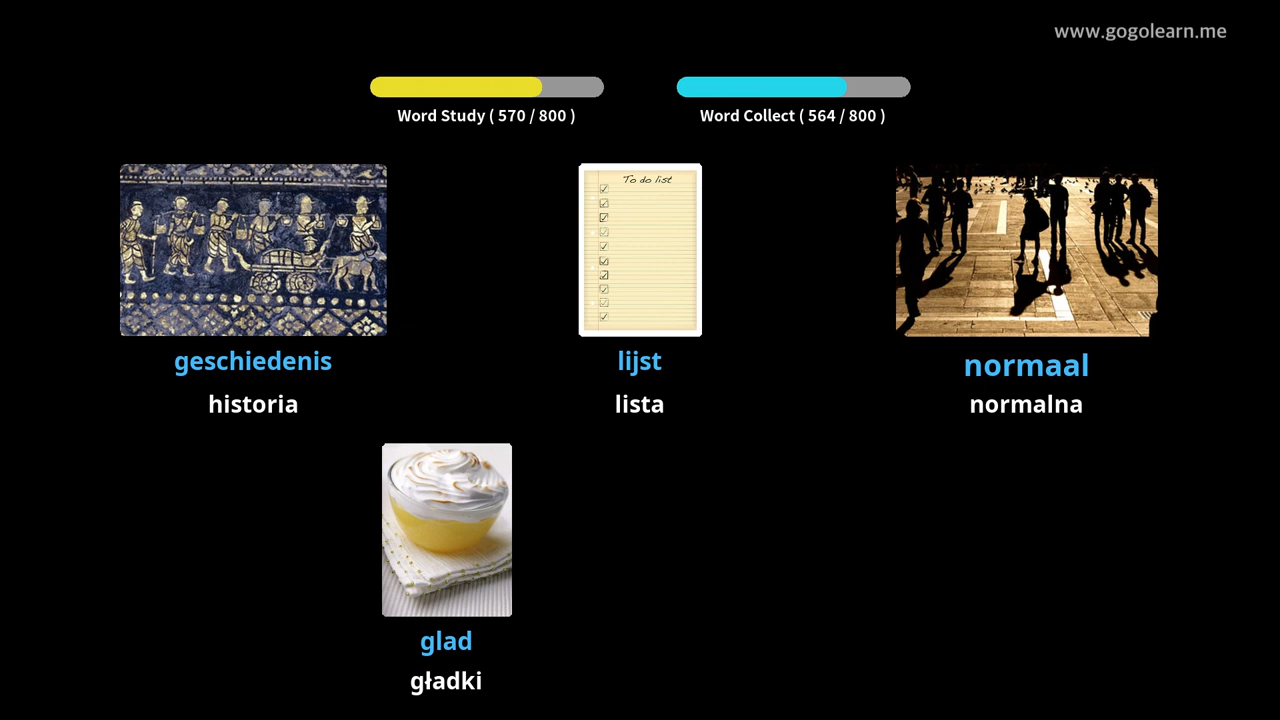 www.gogolearn.me
Word Study ( 570 / 800 )
Word Collect ( 564 / 800 )
To do list
geschiedenis
lijst
normaal
historia
lista
normalna
glad
gładki